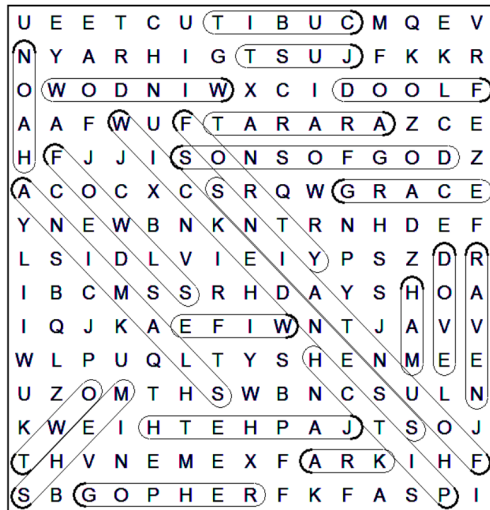 U E E T C U T I B U C M Q E V
N Y A R H I G T S U J F K K R
O W O D N I W X C I D O O L F
A A F W U F T A R A R A Z C E
H F J J I S O N S O F G O D Z
A C O C X C S R Q W G R A C E
Y N E W B N K N T R N H D E F
L S I D L V I E I Y P S Z D R
I B C M S S R H D A Y S H O A
I Q J K A E F I W N T J A V V
W L P U Q L T Y S H E N M E E
U Z O M T H S W B N C S U L N
K W E I H T E H P A J T S O J
T H V N E M E X F A R K I H F
S B G O P H E R F K F A S P I